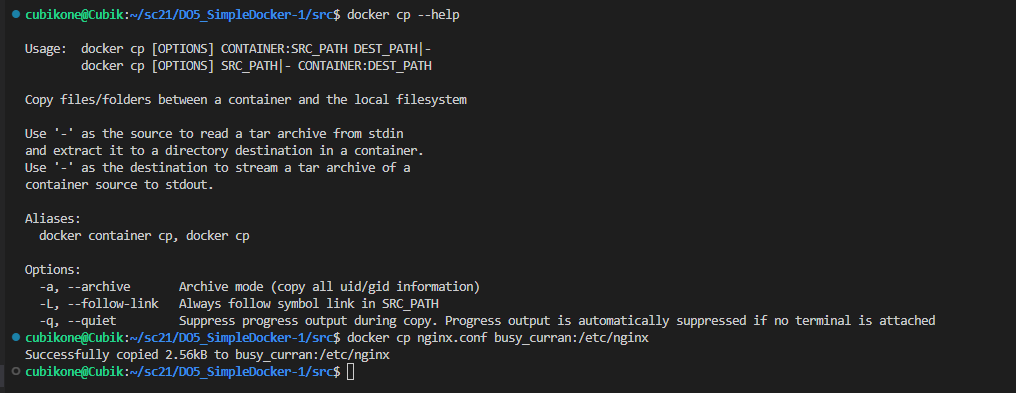 cubikone@Cubik:~/sc21/DO5_SimpleDocker-1/src$ docker cp --help
Usage:  docker cp [OPTIONS] CONTAINER:SRC_PATH DEST_PATH|-
        docker cp [OPTIONS] SRC_PATH|- CONTAINER:DEST_PATH
Copy files/folders between a container and the local filesystem
Use '-' as the source to read a tar archive from stdin
and extract it to a directory destination in a container.
Use '-' as the destination to stream a tar archive of a
container source to stdout.
Aliases:
  docker container cp, docker cp
Options:
  -a, --archive       Archive mode (copy all uid/gid information)
  -L, --follow-link   Always follow symbol link in SRC_PATH
  -q, --quiet         Suppress progress output during copy. Progress output is automatically suppressed if no terminal is attached
cubikone@Cubik:~/sc21/DO5_SimpleDocker-1/src$ docker cp nginx.conf busy_curran:/etc/nginx
Successfully copied 2.56kB to busy_curran:/etc/nginx
cubikone@Cubik:~/sc21/DO5_SimpleDocker-1/src$